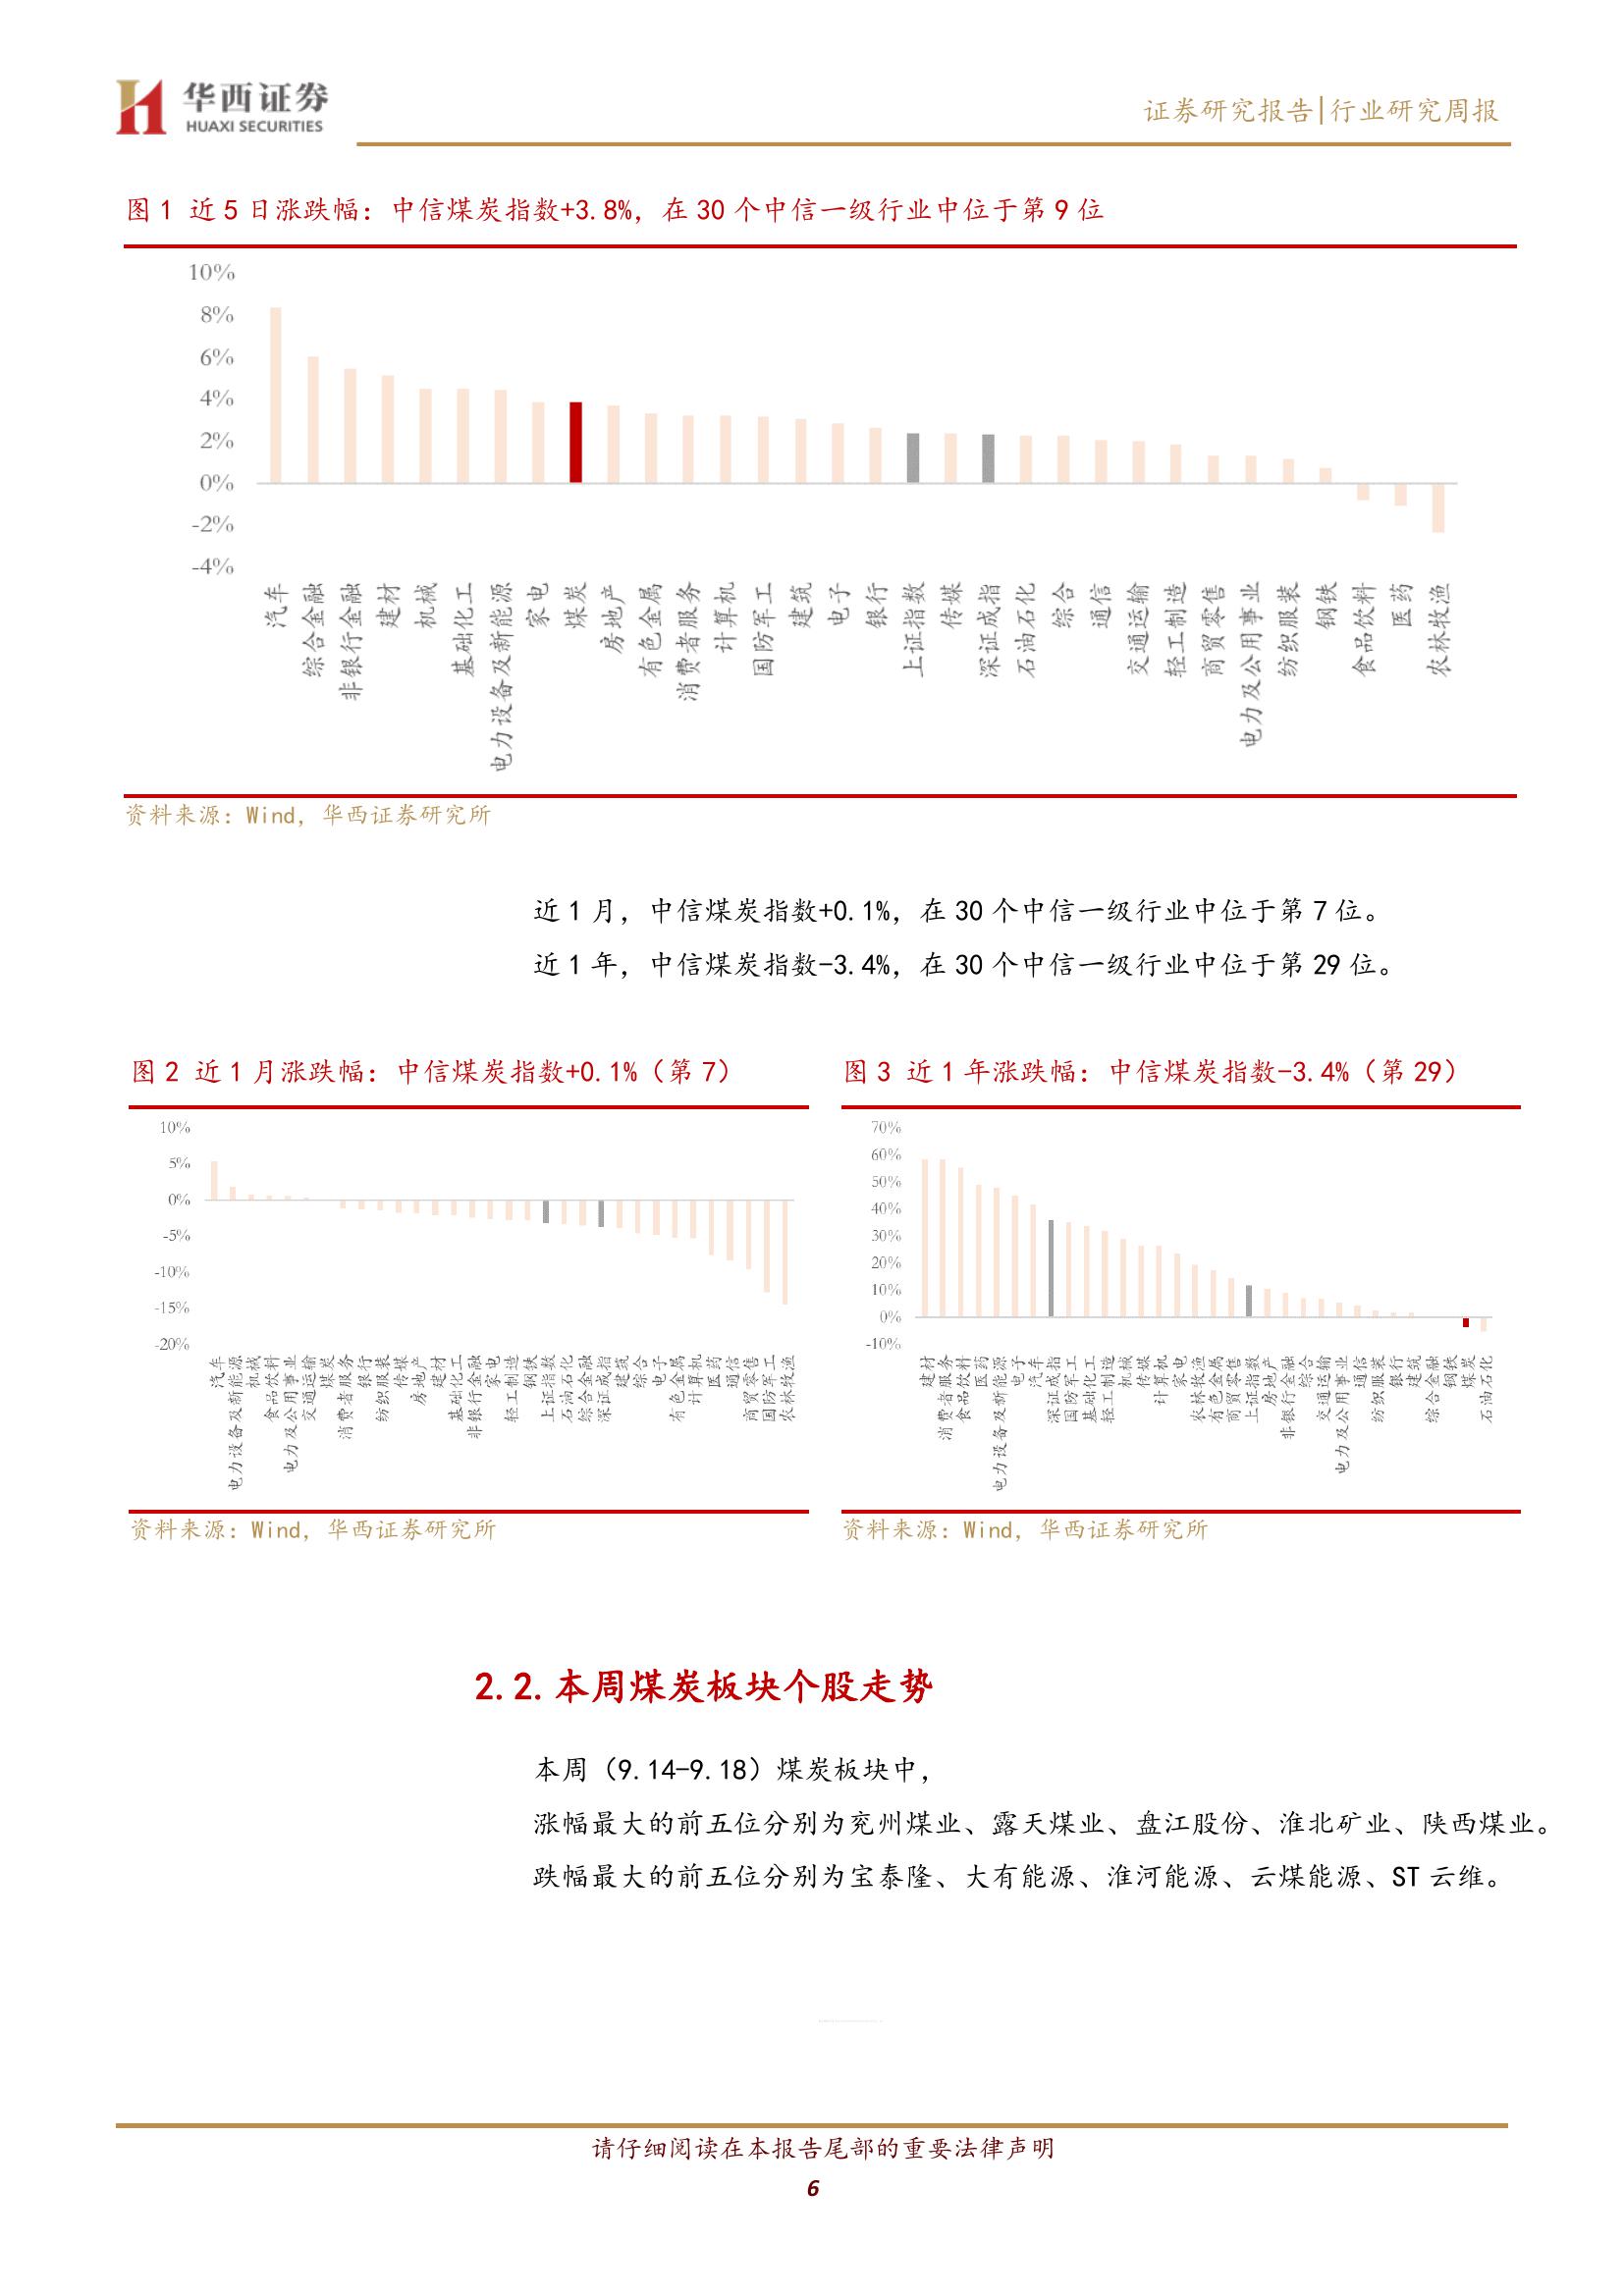 华西证券
HUAXI SECURITIES
证券研究报告|行业研究周报
图1 近5日涨跌幅：中信煤炭指数+3.8%，在30个中信一级行业中位于第9位
10%
8%
6%
4%
2%
0%
-2%
-4%
汽车
综合金融
非银行金融
建材
机械
基础化工
电力设备及新能源
家电
煤炭
房地产
有色金属
消费者服务
计算机
国防军工
建筑
电子
银行
上证指数
传媒
深证成指
石油石化
综合
通信
交通运输
轻工制造
商贸零售
电力及公用事业
纺织服装
钢铁
食品饮料
医药
农林牧渔
资料来源：Wind，华西证券研究所
近1月，中信煤炭指数+0.1%，在30个中信一级行业中位于第7位。
近1年，中信煤炭指数-3.4%，在30个中信一级行业中位于第29位。
图2 近1月涨跌幅：中信煤炭指数+0.1%（第7）
10%
5%
0%
-5%
-10%
-15%
-20%
汽车
电力设备及新能源
机械
食品饮料
电力及公用事业
交通运输
煤炭
消费者服务
银行
纺织服装
传媒
房地产
建材
基础化工
非银行金融
家电
轻工制造
钢铁
上证指数
石油石化
综合金融
深证成指
建筑
综合
电子
有色金属
计算机
医药
通信
商贸零售
国防军工
农林牧渔
资料来源：Wind，华西证券研究所
图3 近1年涨跌幅：中信煤炭指数-3.4%（第29）
70%
60%
50%
40%
30%
20%
10%
0%
-10%
建材
消费者服务
食品饮料
医药
电力设备及新能源
电子
汽车
深证成指
国防军工
基础化工
轻工制造
机械
传媒
计算机
家电
农林牧渔
有色金属
商贸零售
上证指数
房地产
非银行金融
综合
交通运输
电力及公用事业
通信
纺织服装
银行
建筑
综合金融
钢铁
煤炭
石油石化
资料来源：Wind，华西证券研究所
2.2.本周煤炭板块个股走势
本周（9.14-9.18）煤炭板块中，
涨幅最大的前五位分别为兖州煤业、露天煤业、盘江股份、淮北矿业、陕西煤业。
跌幅最大的前五位分别为宝泰隆、大有能源、淮河能源、云煤能源、ST云维。
请仔细阅读在本报告尾部的重要法律声明
6